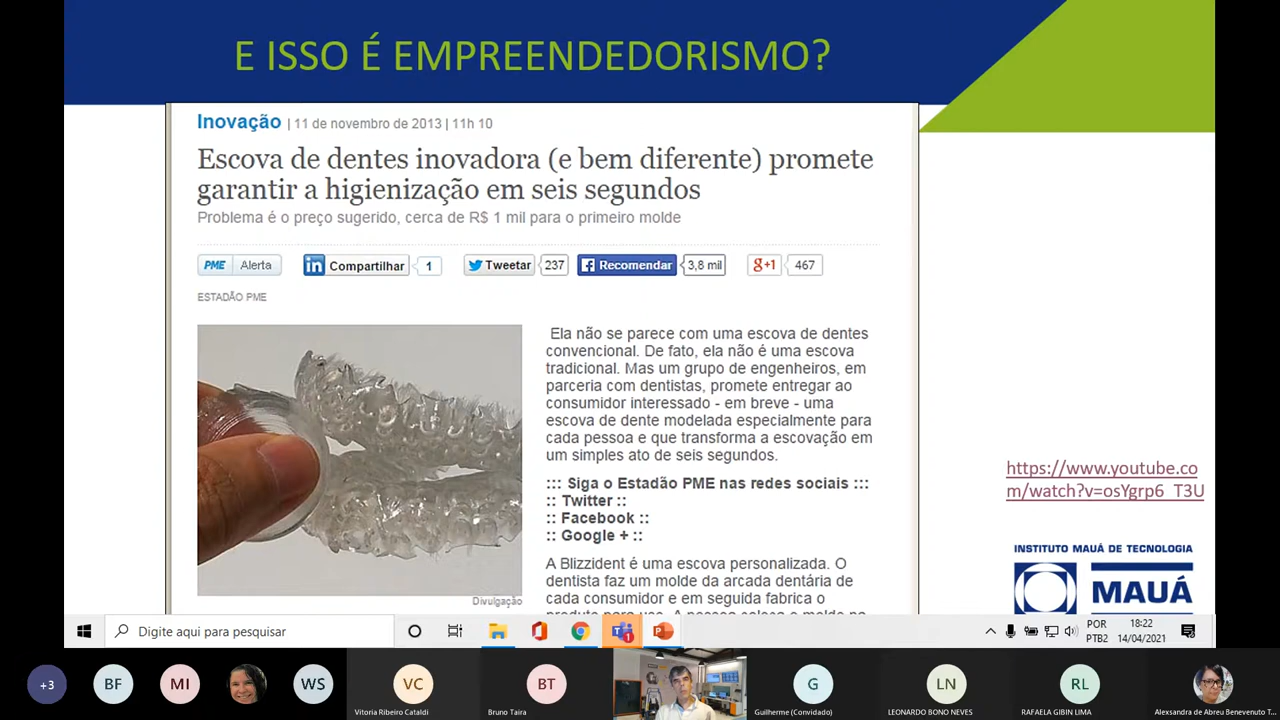 E ISSO É EMPREENDEDORISMO?
Inovação | 11 de novembro de 2013 | 11h 10
Escova de dentes inovadora (e bem diferente) promete
garantir a higienização em seis segundos
Problema é o preço sugerido, cerca de R$ 1 mil para o primeiro molde
PME Alerta
in Compartilhar 1
Tweetar 237
Recomendar 3,8 mil
g+1 467
ESTADÃO PME
Ela não se parece com uma escova de dentes
convencional. De fato, ela não é uma escova
tradicional. Mas um grupo de engenheiros, em
parceria com dentistas, promete entregar ao
consumidor interessado - em breve - uma
escova de dente modelada especialmente para
cada pessoa e que transforma a escovação em
um simples ato de seis segundos.
::: Siga o Estadão PME nas redes sociais :::
:: Twitter ::
:: Facebook ::
:: Google + ::
A Blizzident é uma escova personalizada. O
dentista faz um molde da arcada dentária de
cada consumidor e em seguida fabrica o
Divulgação
https://www.youtube.co
m/watch?v=osYgrp6_T3U
INSTITUTO MAUÁ DE TECNOLOGIA
MAUÁ
Digite aqui para pesquisar
POR
PTB2
18:22
14/04/2021
+3
BF
MI
WS
VC
Vitoria Ribeiro Cataldi
BT
Bruno Taira
G
Guilherme (Convidado)
LN
LEONARDO BONO NEVES
RL
RAFAELA GIBIN LIMA
Alexsandra de Abreu Benevenuto T...